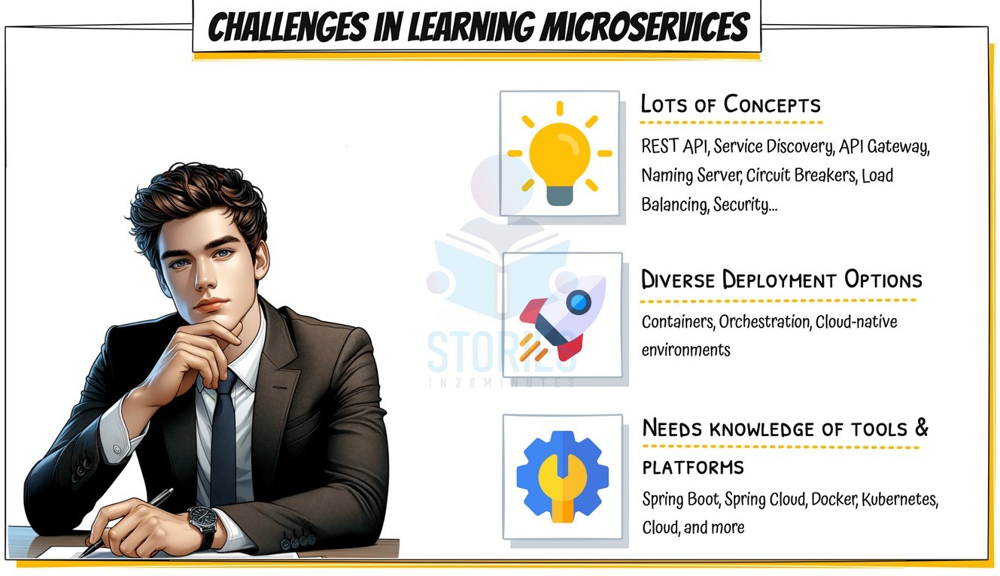 CHALLENGES IN LEARNING MICROSERVICES
LOTS OF CONCEPTS
REST API, Service Discovery, API Gateway,
Naming Server, Circuit Breakers, Load
Balancing, Security...
DIVERSE DEPLOYMENT OPTIONS
Containers, Orchestration, Cloud-native
environments
NEEDS KNOWLEDGE OF TOOLS &
PLATFORMS
Spring Boot, Spring Cloud, Docker, Kubernetes,
Cloud, and more
STORIES
IN28MINUTES